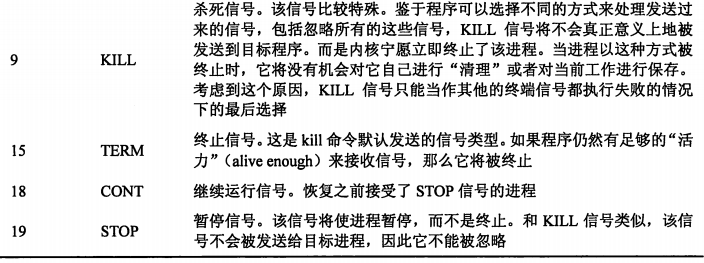 杀死信号。该信号比较特殊。鉴于程序可以选择不同的方式来处理发送过
来的信号，包括忽略所有的这些信号，KILL 信号将不会真正意义上地被
发送到目标程序。而是内核宁愿立即终止了该进程。当进程以这种方式被
9 KILL 终止时，它将没有机会对它自己进行“清理”或者对当前工作进行保存。
考虑到这个原因，KILL 信号只能当作其他的终端信号都执行失败的情况
下的最后选择
15 TERM 终止信号。这是 kill 命令默认发送的信号类型。如果程序仍然有足够的“活
力”（alive enough）来接收信号，那么它将被终止
18 CONT 继续运行信号。恢复之前接受了 STOP 信号的进程
19 STOP 暂停信号。该信号将使进程暂停，而不是终止。和 KILL 信号类似，该信
号不会被发送给目标进程，因此它不能被忽略